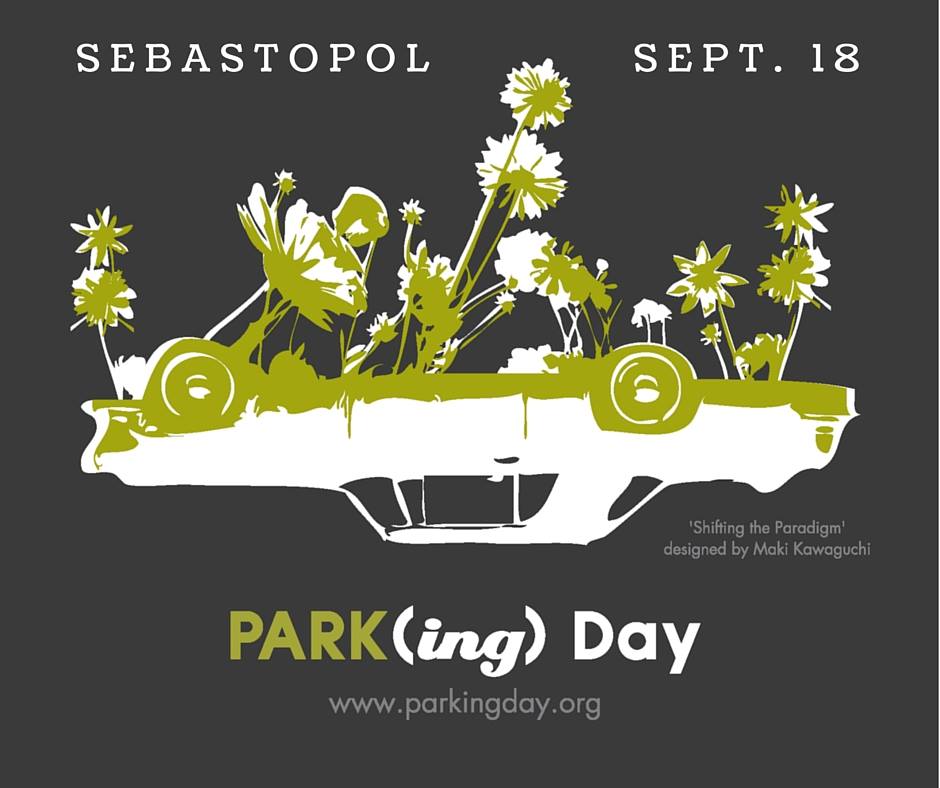 SEBASTOPOL SEPT. 18
'Shifting the Paradigm'
designed by Maki Kawaguchi
PARK(ing) Day
www.parkingday.org